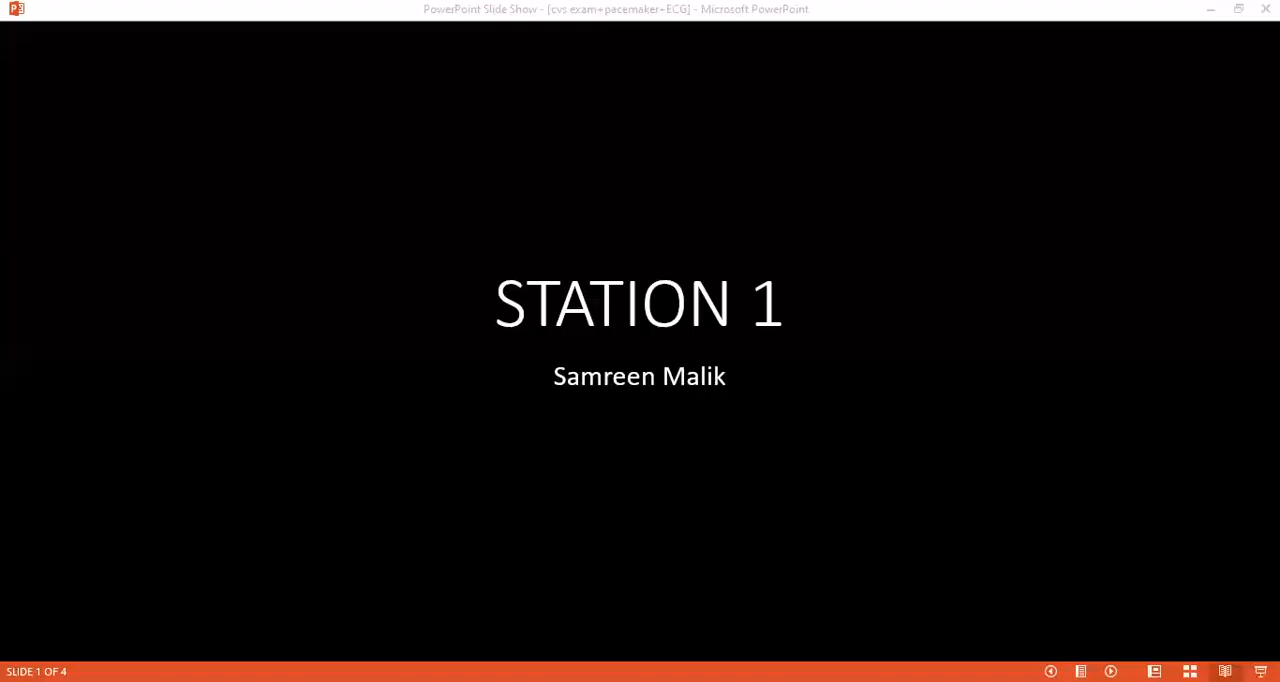 PowerPoint Slide Show - [cvs exam+pacemaker+ECG] - Microsoft PowerPoint
STATION 1
Samreen Malik
SLIDE 1 OF 4